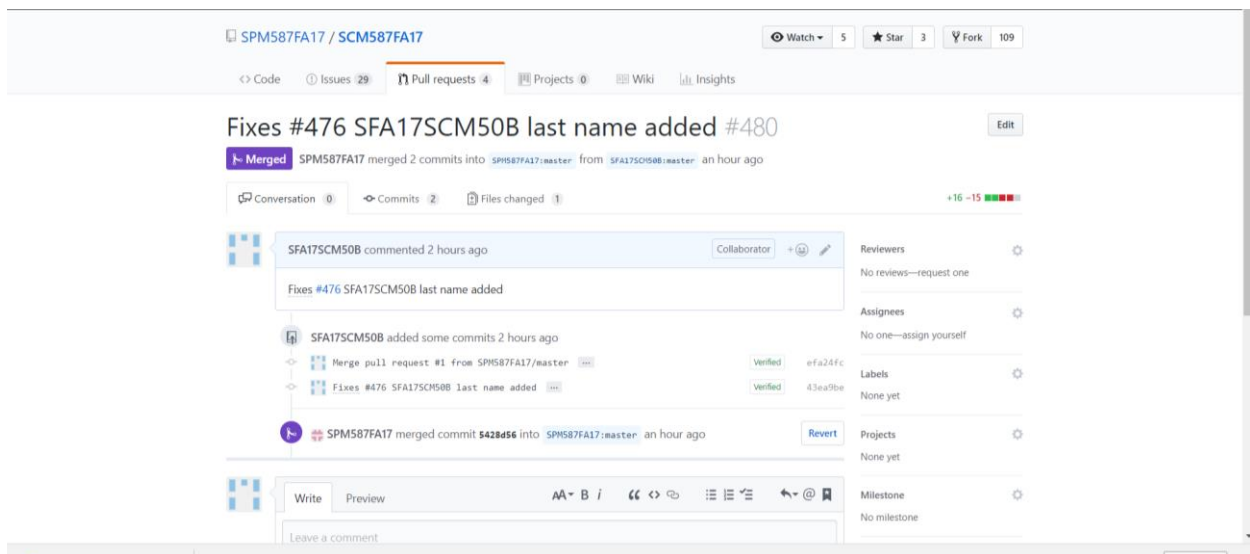 SPM587FA17 / SCM587FA17
Watch 5 Star 3 Fork 109
<> Code Issues 29 Pull requests 4 Projects 0 Wiki Insights
Fixes #476 SFA17SCM50B last name added #480
Edit
Merged SPM587FA17 merged 2 commits into SPM587FA17:master from SFA17SCM50B:master an hour ago
Conversation 0 Commits 2 Files changed 1 +16 −15
SFA17SCM50B commented 2 hours ago Collaborator
Fixes #476 SFA17SCM50B last name added
SFA17SCM50B added some commits 2 hours ago
Merge pull request #1 from SPM587FA17/master ... Verified efa24fc
Fixes #476 SFA17SCM50B last name added ... Verified 43ea9be
SPM587FA17 merged commit 5428d56 into SPM587FA17:master an hour ago Revert
Write Preview AA B i “ <> @
Leave a comment
Reviewers
No reviews—request one
Assignees
No one—assign yourself
Labels
None yet
Projects
None yet
Milestone
No milestone